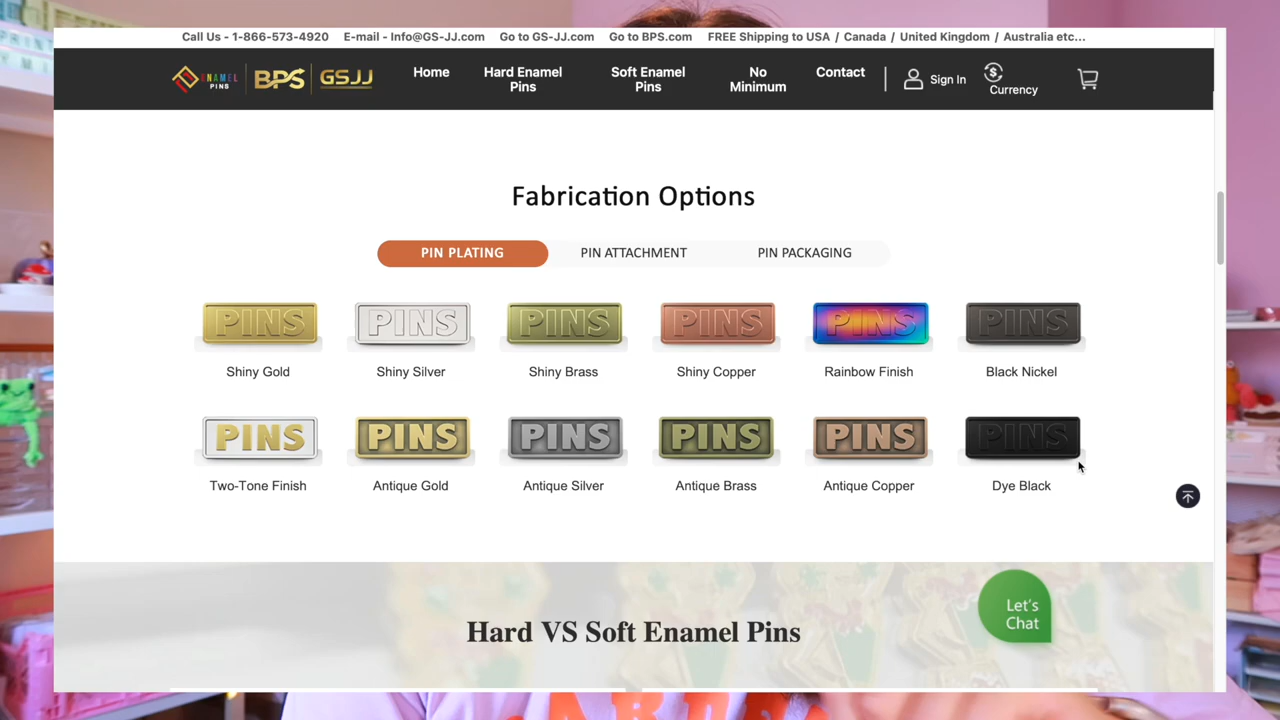 Call Us - 1-866-573-4920 E-mail - Info@GS-JJ.com Go to GS-JJ.com Go to BPS.com FREE Shipping to USA / Canada / United Kingdom / Australia etc...
ENAMEL PINS BPS GSJJ
Home
Hard Enamel
Pins
Soft Enamel
Pins
No
Minimum
Contact
Sign In
$
Currency
Fabrication Options
PIN PLATING PIN ATTACHMENT PIN PACKAGING
PINS PINS PINS PINS PINS PINS
Shiny Gold Shiny Silver Shiny Brass Shiny Copper Rainbow Finish Black Nickel
PINS PINS PINS PINS PINS PINS
Two-Tone Finish Antique Gold Antique Silver Antique Brass Antique Copper Dye Black
Hard VS Soft Enamel Pins
Let's
Chat